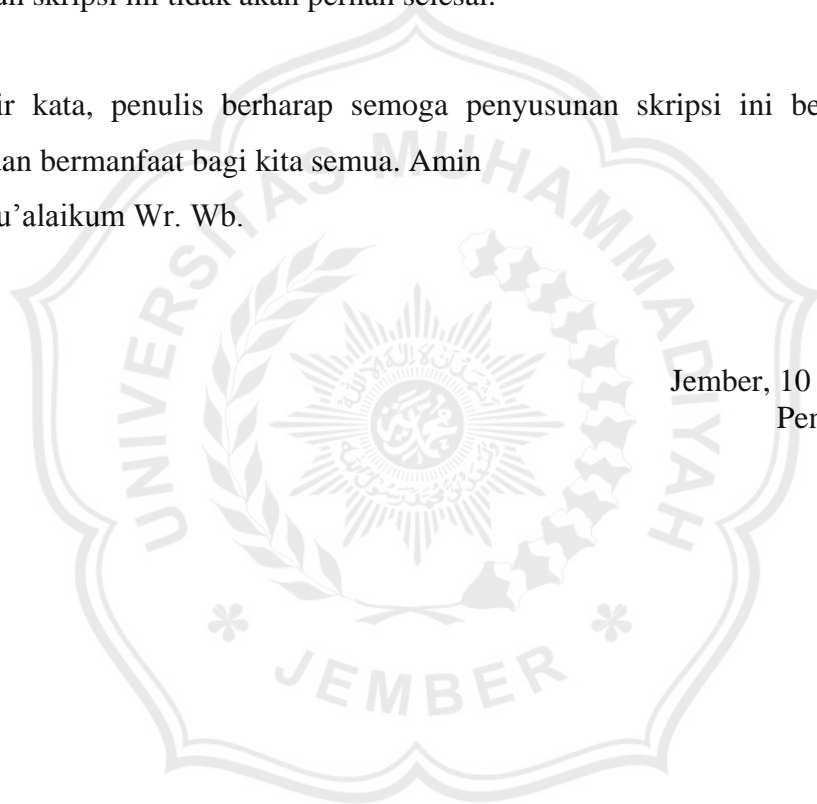 skripsi ini tidak akan pernah selesai.
ir kata, penulis berharap semoga penyusunan skripsi ini be
an bermanfaat bagi kita semua. Amin
u’alaikum Wr. Wb.
Jember, 10
Pen
UNIVERSITAS MUHAMMADIYAH
JEMBER